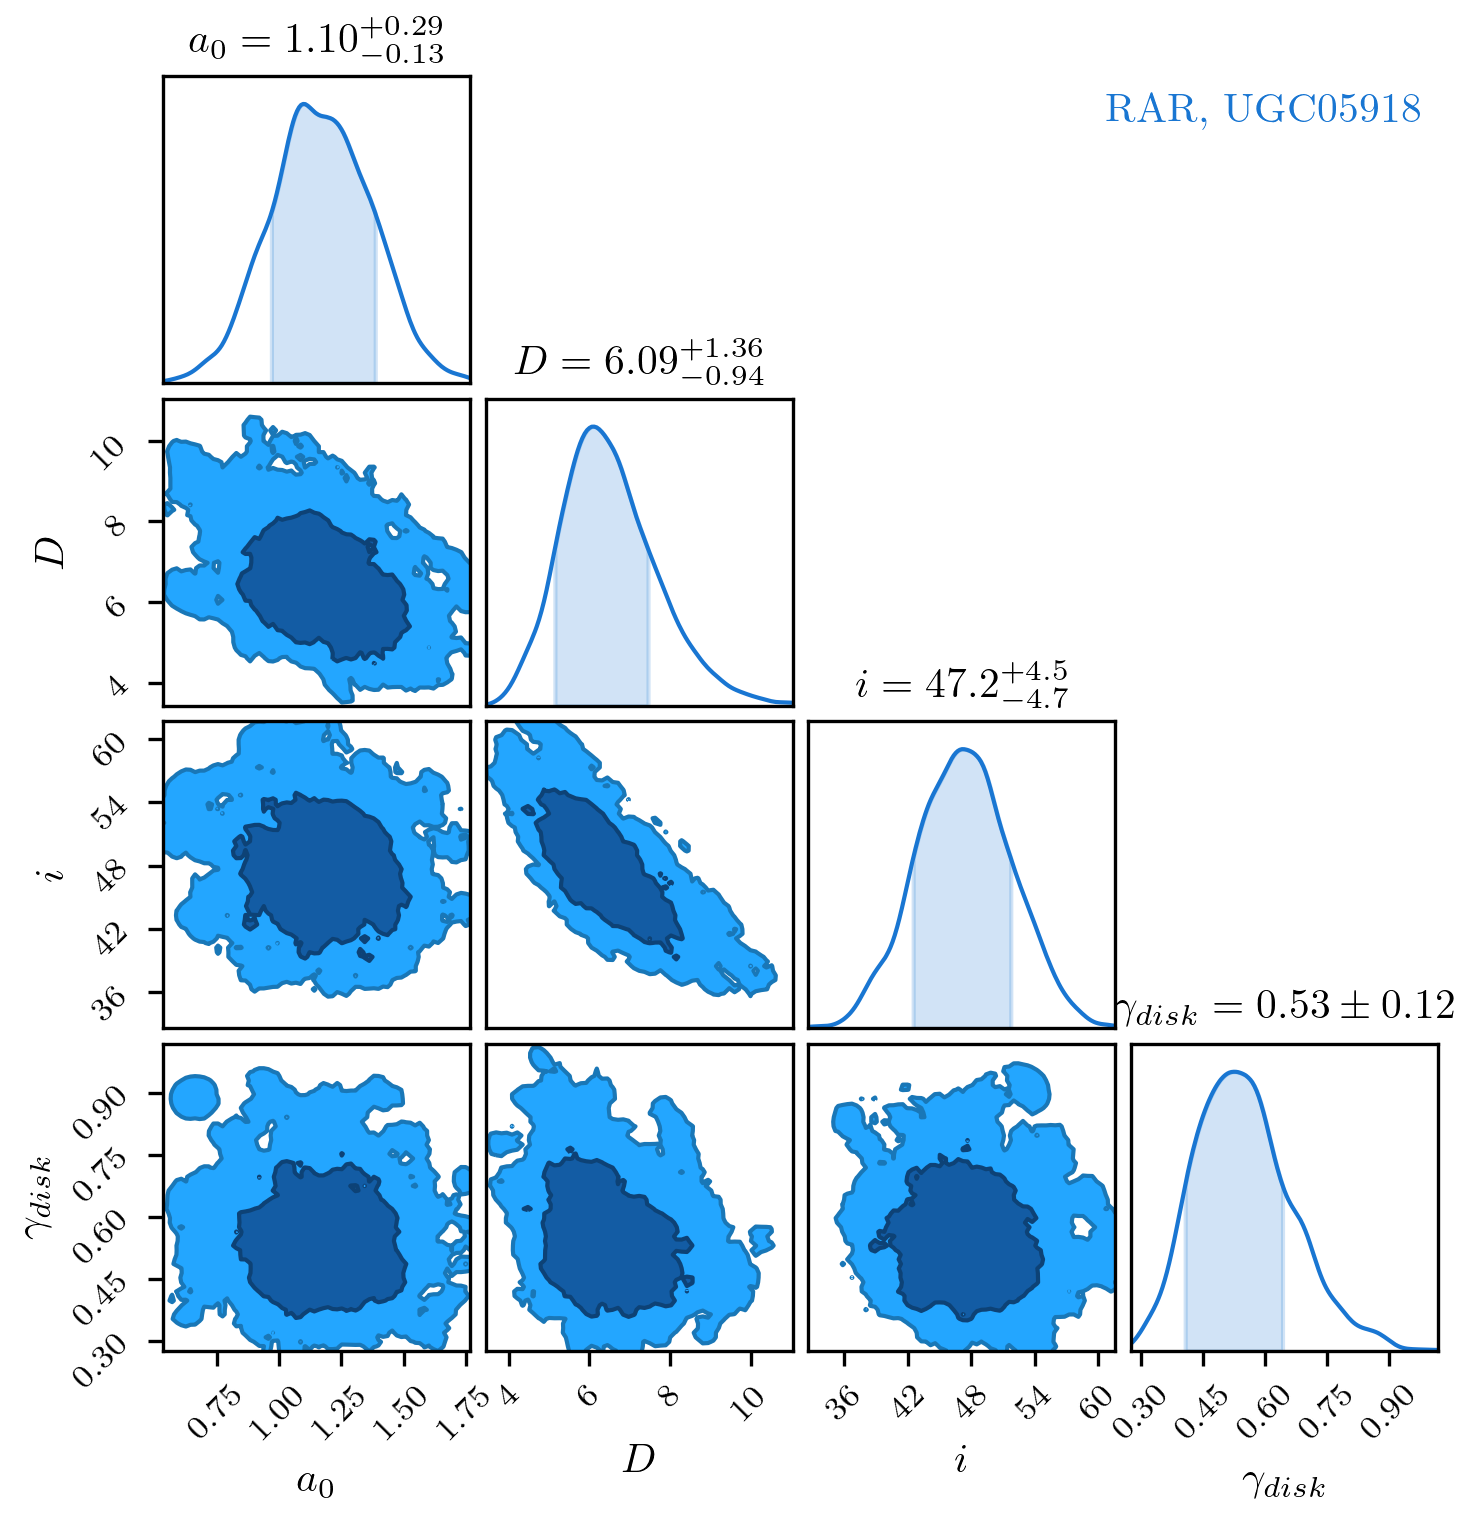 a₀ = 1.10⁺⁰·²⁹₋₀.₁₃
RAR, UGC05918
D = 6.09⁺¹·³⁶₋₀.₉₄
10
8
6
4
D
i = 47.2⁺⁴·⁵₋₄.₇
60
54
48
42
36
i
γ_disk = 0.53 ± 0.12
0.90
0.75
0.60
0.45
0.30
γ_disk
0.75 1.00 1.25 1.50 1.75
4 6 8 10
36 42 48 54 60
0.30 0.45 0.60 0.75 0.90
a₀
D
i
γ_disk